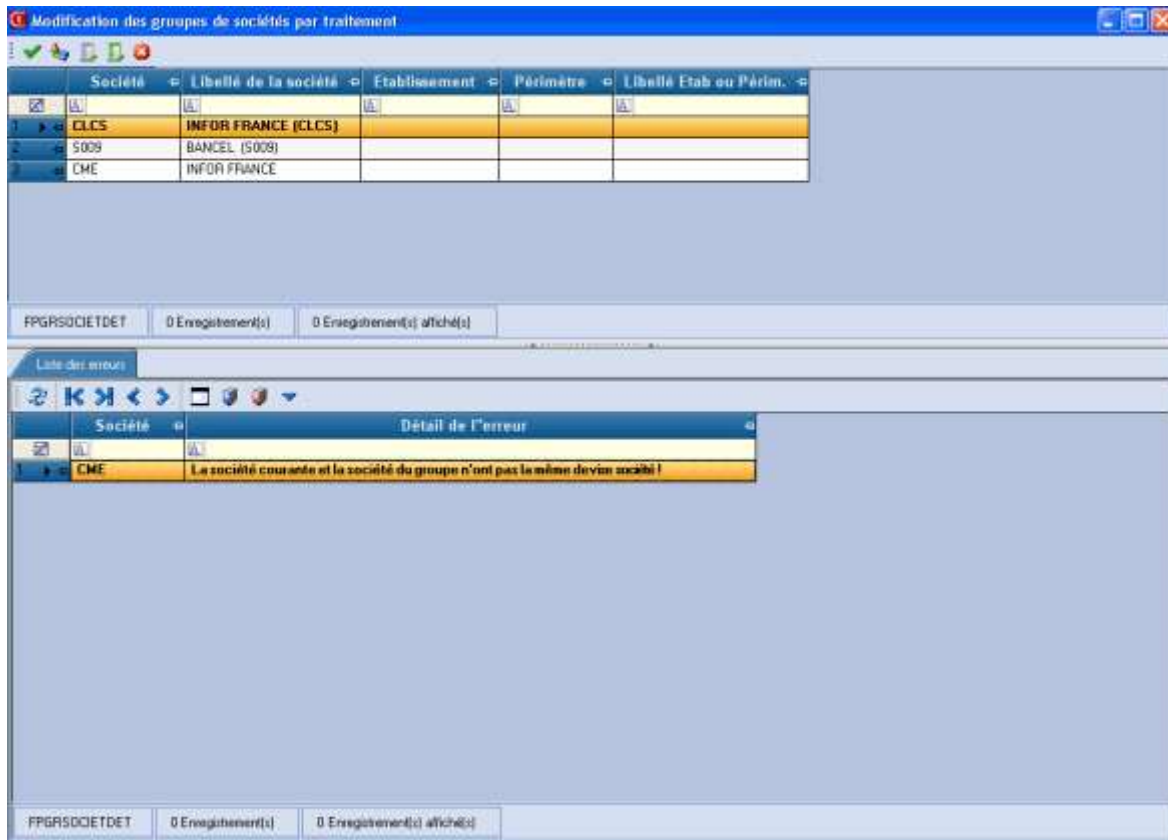 Modification des groupes de sociétés par traitement
Société Libellé de la société Etablissement Périmètre Libellé Etab ou Périm.
1 CLCS INFOR FRANCE (CLCS)
2 S009 BANCEL (S009)
3 CME INFOR FRANCE
FPGRSOCIETDET 0 Enregistrement(s) 0 Enregistrement(s) affiché(s)
Liste des erreurs
Société Détail de l''erreur
1 CME La société courante et la société du groupe n'ont pas la même devise société !
FPGRSOCIETDET 0 Enregistrement(s) 0 Enregistrement(s) affiché(s)